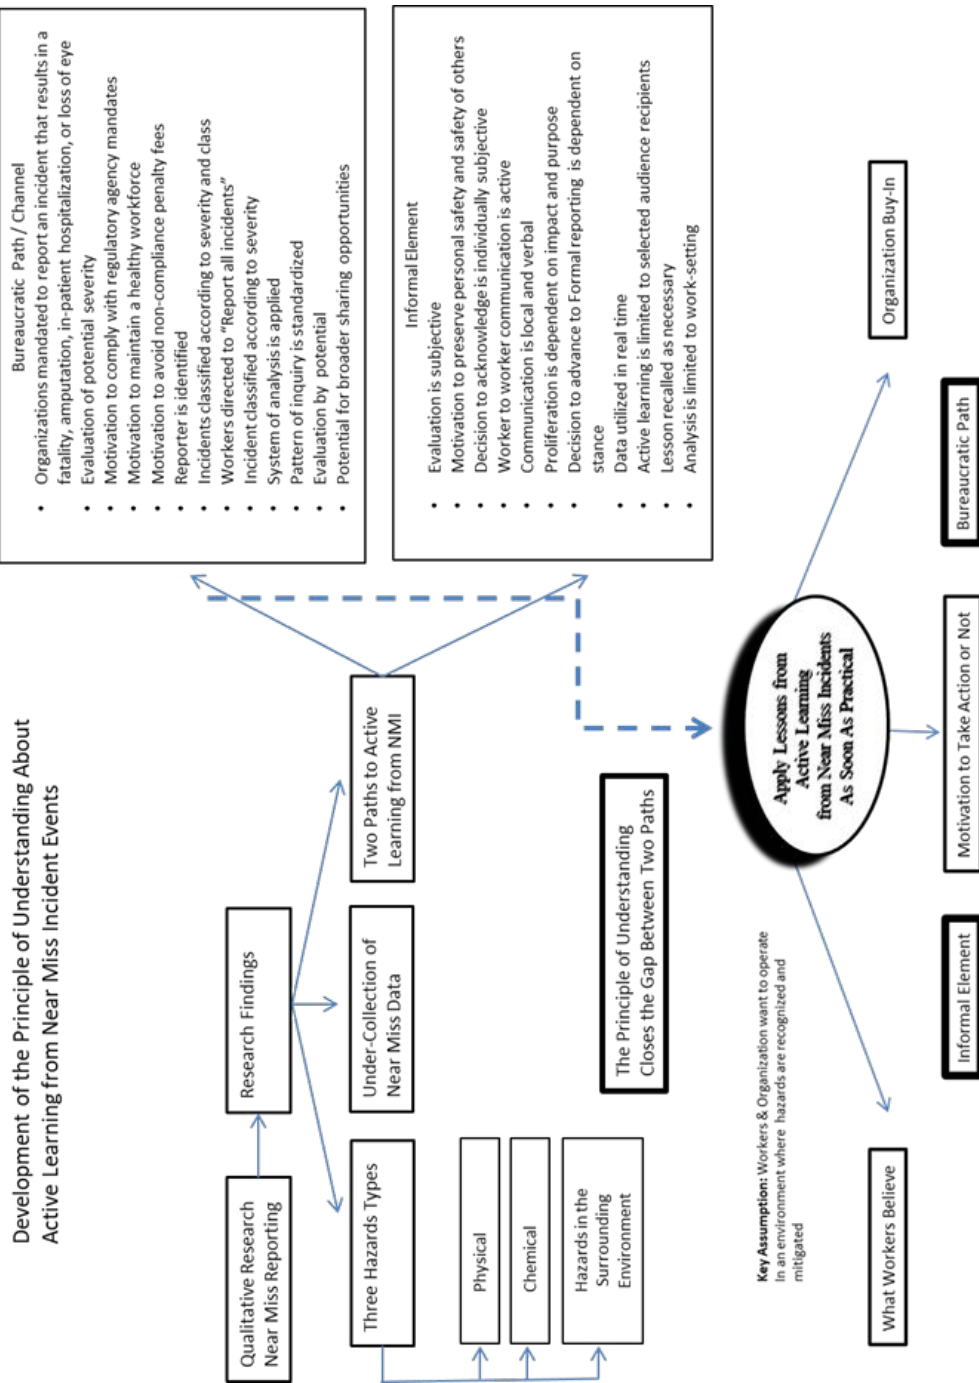 Development of the Principle of Understanding About
Active Learning from Near Miss Incident Events
Qualitative Research
Near Miss Reporting
Research Findings
Three Hazards Types
Under-Collection of
Near Miss Data
Two Paths to Active
Learning from NMI
Physical
Chemical
Hazards in the
Surrounding
Environment
Bureaucratic Path / Channel
• Organizations mandated to report an incident that results in a
fatality, amputation, in-patient hospitalization, or loss of eye
• Evaluation of potential severity
• Motivation to comply with regulatory agency mandates
• Motivation to maintain a healthy workforce
• Motivation to avoid non-compliance penalty fees
• Reporter is identified
• Incidents classified according to severity and class
• Workers directed to “Report all incidents”
• Incident classified according to severity
• System of analysis is applied
• Pattern of inquiry is standardized
• Evaluation by potential
• Potential for broader sharing opportunities
Informal Element
• Evaluation is subjective
• Motivation to preserve personal safety and safety of others
• Decision to acknowledge is individually subjective
• Worker to worker communication is active
• Communication is local and verbal
• Proliferation is dependent on impact and purpose
• Decision to advance to Formal reporting is dependent on
stance
• Data utilized in real time
• Active learning is limited to selected audience recipients
• Lesson recalled as necessary
• Analysis is limited to work-setting
The Principle of Understanding
Closes the Gap Between Two Paths
Key Assumption: Workers & Organization want to operate
In an environment where hazards are recognized and
mitigated
Apply Lessons from
Active Learning
from Near Miss Incidents
As Soon As Practical
What Workers Believe
Organization Buy-In
Informal Element
Motivation to Take Action or Not
Bureaucratic Path